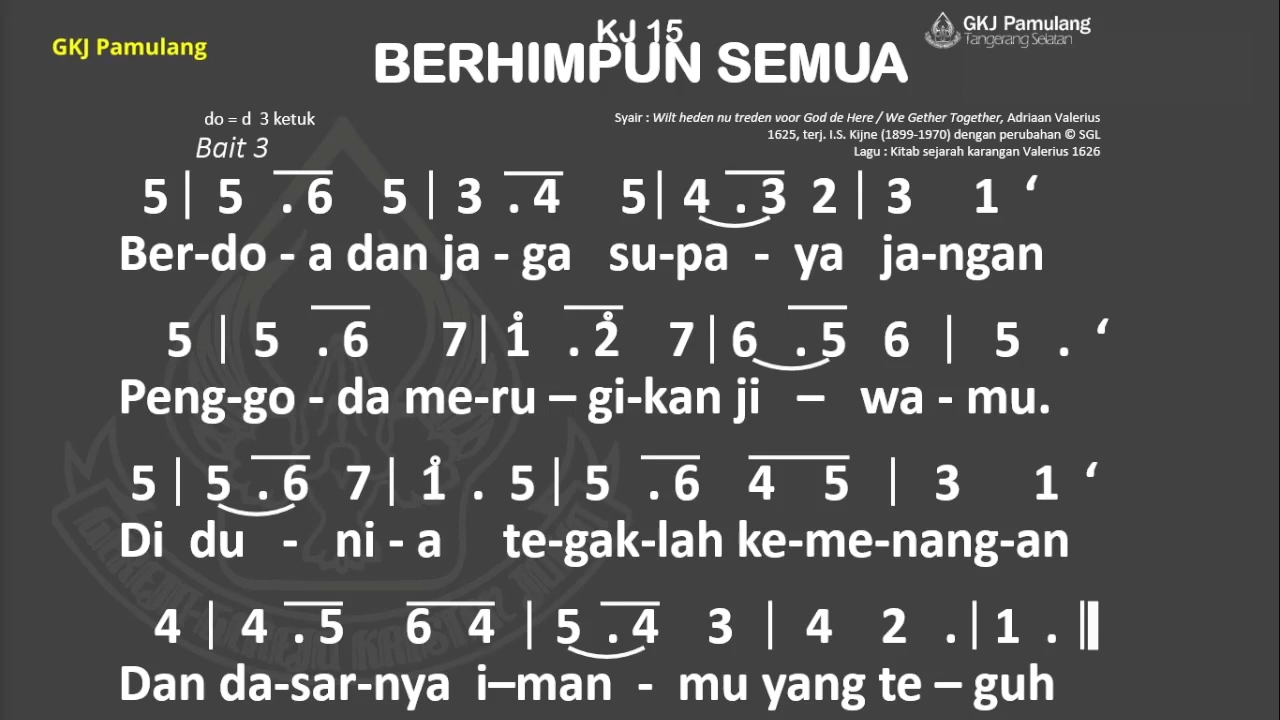 GKJ Pamulang
KJ 15
BERHIMPUN SEMUA
GKJ Pamulang
Tangerang Selatan
do = d 3 ketuk
Bait 3
Syair : Wilt heden nu treden voor God de Here / We Gether Together, Adriaan Valerius
1625, terj. I.S. Kijne (1899-1970) dengan perubahan © SGL
Lagu : Kitab sejarah karangan Valerius 1626
5 | 5 . 6 5 | 3 . 4 5 | 4 . 3 2 | 3 1 ‘
Ber-do - a dan ja - ga su-pa - ya ja-ngan
5 | 5 . 6 7 | 1̇ . 2̇ 7 | 6 . 5 6 | 5 . ‘
Peng-go - da me-ru – gi-kan ji – wa - mu.
5 | 5 . 6 7 | 1̇ . 5 | 5 . 6 4 5 | 3 1 ‘
Di du - ni - a te-gak-lah ke-me-nang-an
4 | 4 . 5 6 4 | 5 . 4 3 | 4 2 . | 1 . ||
Dan da-sar-nya i–man - mu yang te – guh